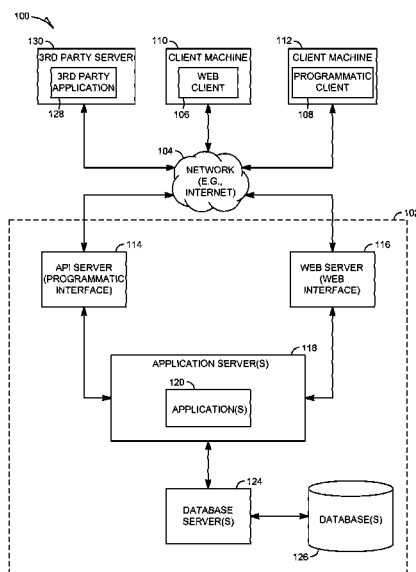 100
130
3RD PARTY SERVER
3RD PARTY
APPLICATION
128
110
CLIENT MACHINE
WEB
CLIENT
106
112
CLIENT MACHINE
PROGRAMMATIC
CLIENT
108
104
NETWORK
(E.G.,
INTERNET)
102
114
API SERVER
(PROGRAMMATIC
INTERFACE)
116
WEB SERVER
(WEB
INTERFACE)
118
APPLICATION SERVER(S)
120
APPLICATION(S)
124
DATABASE
SERVER(S)
DATABASE(S)
126